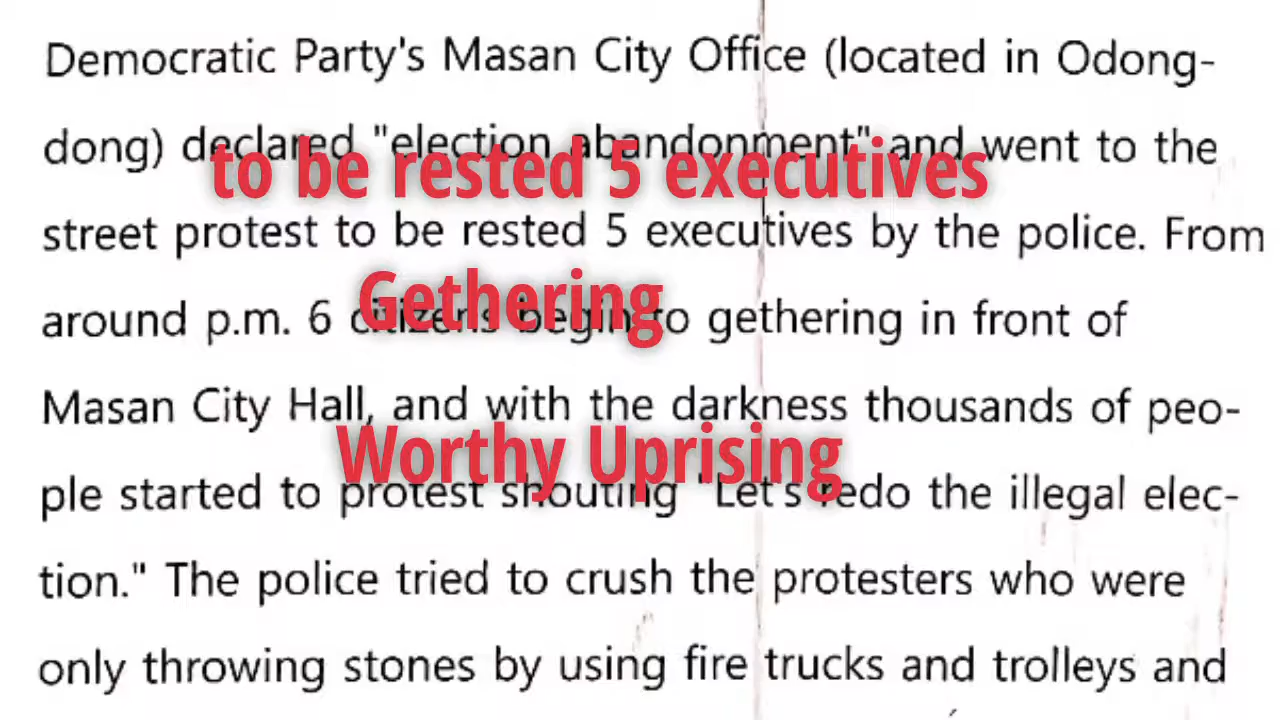 Democratic Party's Masan City Office (located in Odong-
dong) declared "election abandonment" and went to the
to be rested 5 executives
street protest to be rested 5 executives by the police. From
Gethering
around p.m. 6 citizens begin to gethering in front of
Masan City Hall, and with the darkness thousands of peo-
Worthy Uprising
ple started to protest shouting "Let's redo the illegal elec-
tion." The police tried to crush the protesters who were
only throwing stones by using fire trucks and trolleys and